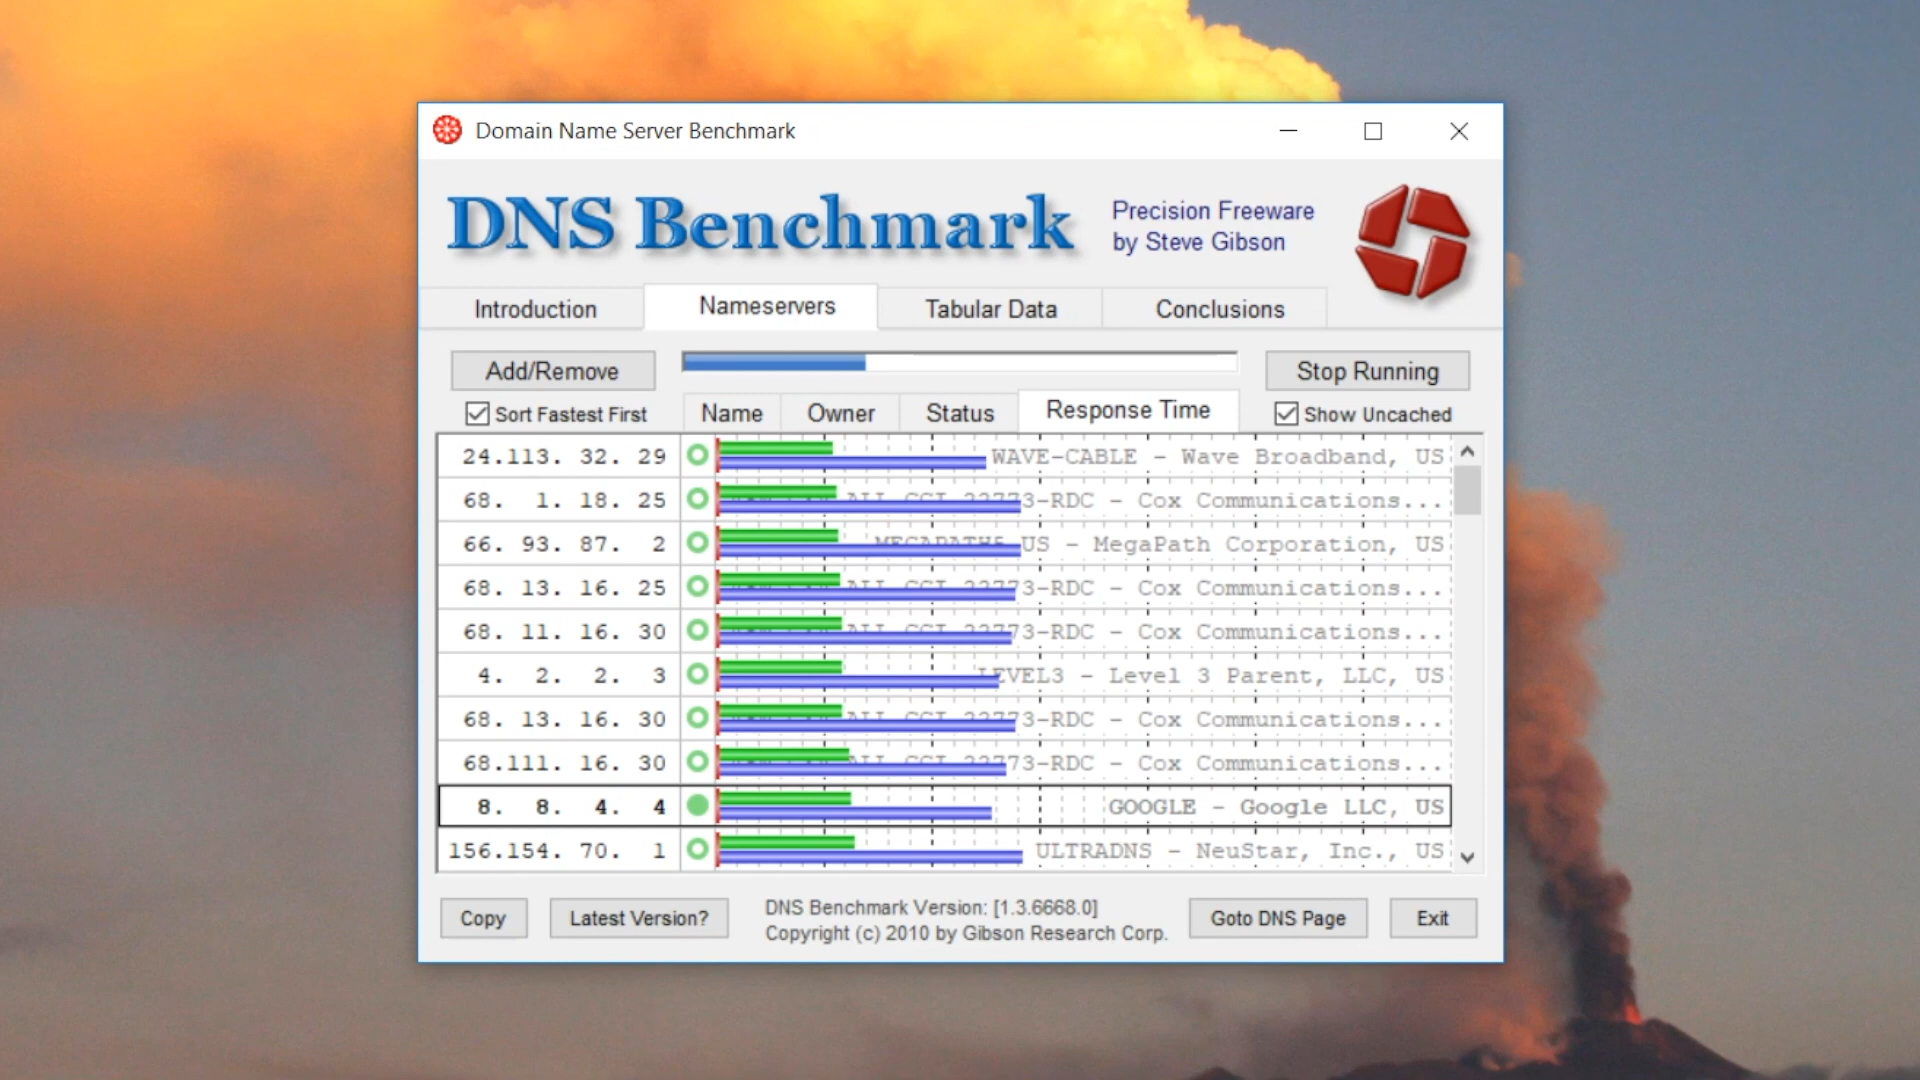 Domain Name Server Benchmark
DNS Benchmark
Precision Freeware
by Steve Gibson
Introduction
Nameservers
Tabular Data
Conclusions
Add/Remove
Stop Running
Sort Fastest First
Name
Owner
Status
Response Time
Show Uncached
24.113. 32. 29 WAVE-CABLE - Wave Broadband, US
68. 1. 18. 25 3-RDC - Cox Communications...
66. 93. 87. 2 US - MegaPath Corporation, US
68. 13. 16. 25 3-RDC - Cox Communications...
68. 11. 16. 30 73-RDC - Cox Communications...
4. 2. 2. 3 LEVEL3 - Level 3 Parent, LLC, US
68. 13. 16. 30 3-RDC - Cox Communications...
68.111. 16. 30 73-RDC - Cox Communications...
8. 8. 4. 4 GOOGLE - Google LLC, US
156.154. 70. 1 ULTRADNS - NeuStar, Inc., US
Copy
Latest Version?
DNS Benchmark Version: [1.3.6668.0]
Copyright (c) 2010 by Gibson Research Corp.
Goto DNS Page
Exit